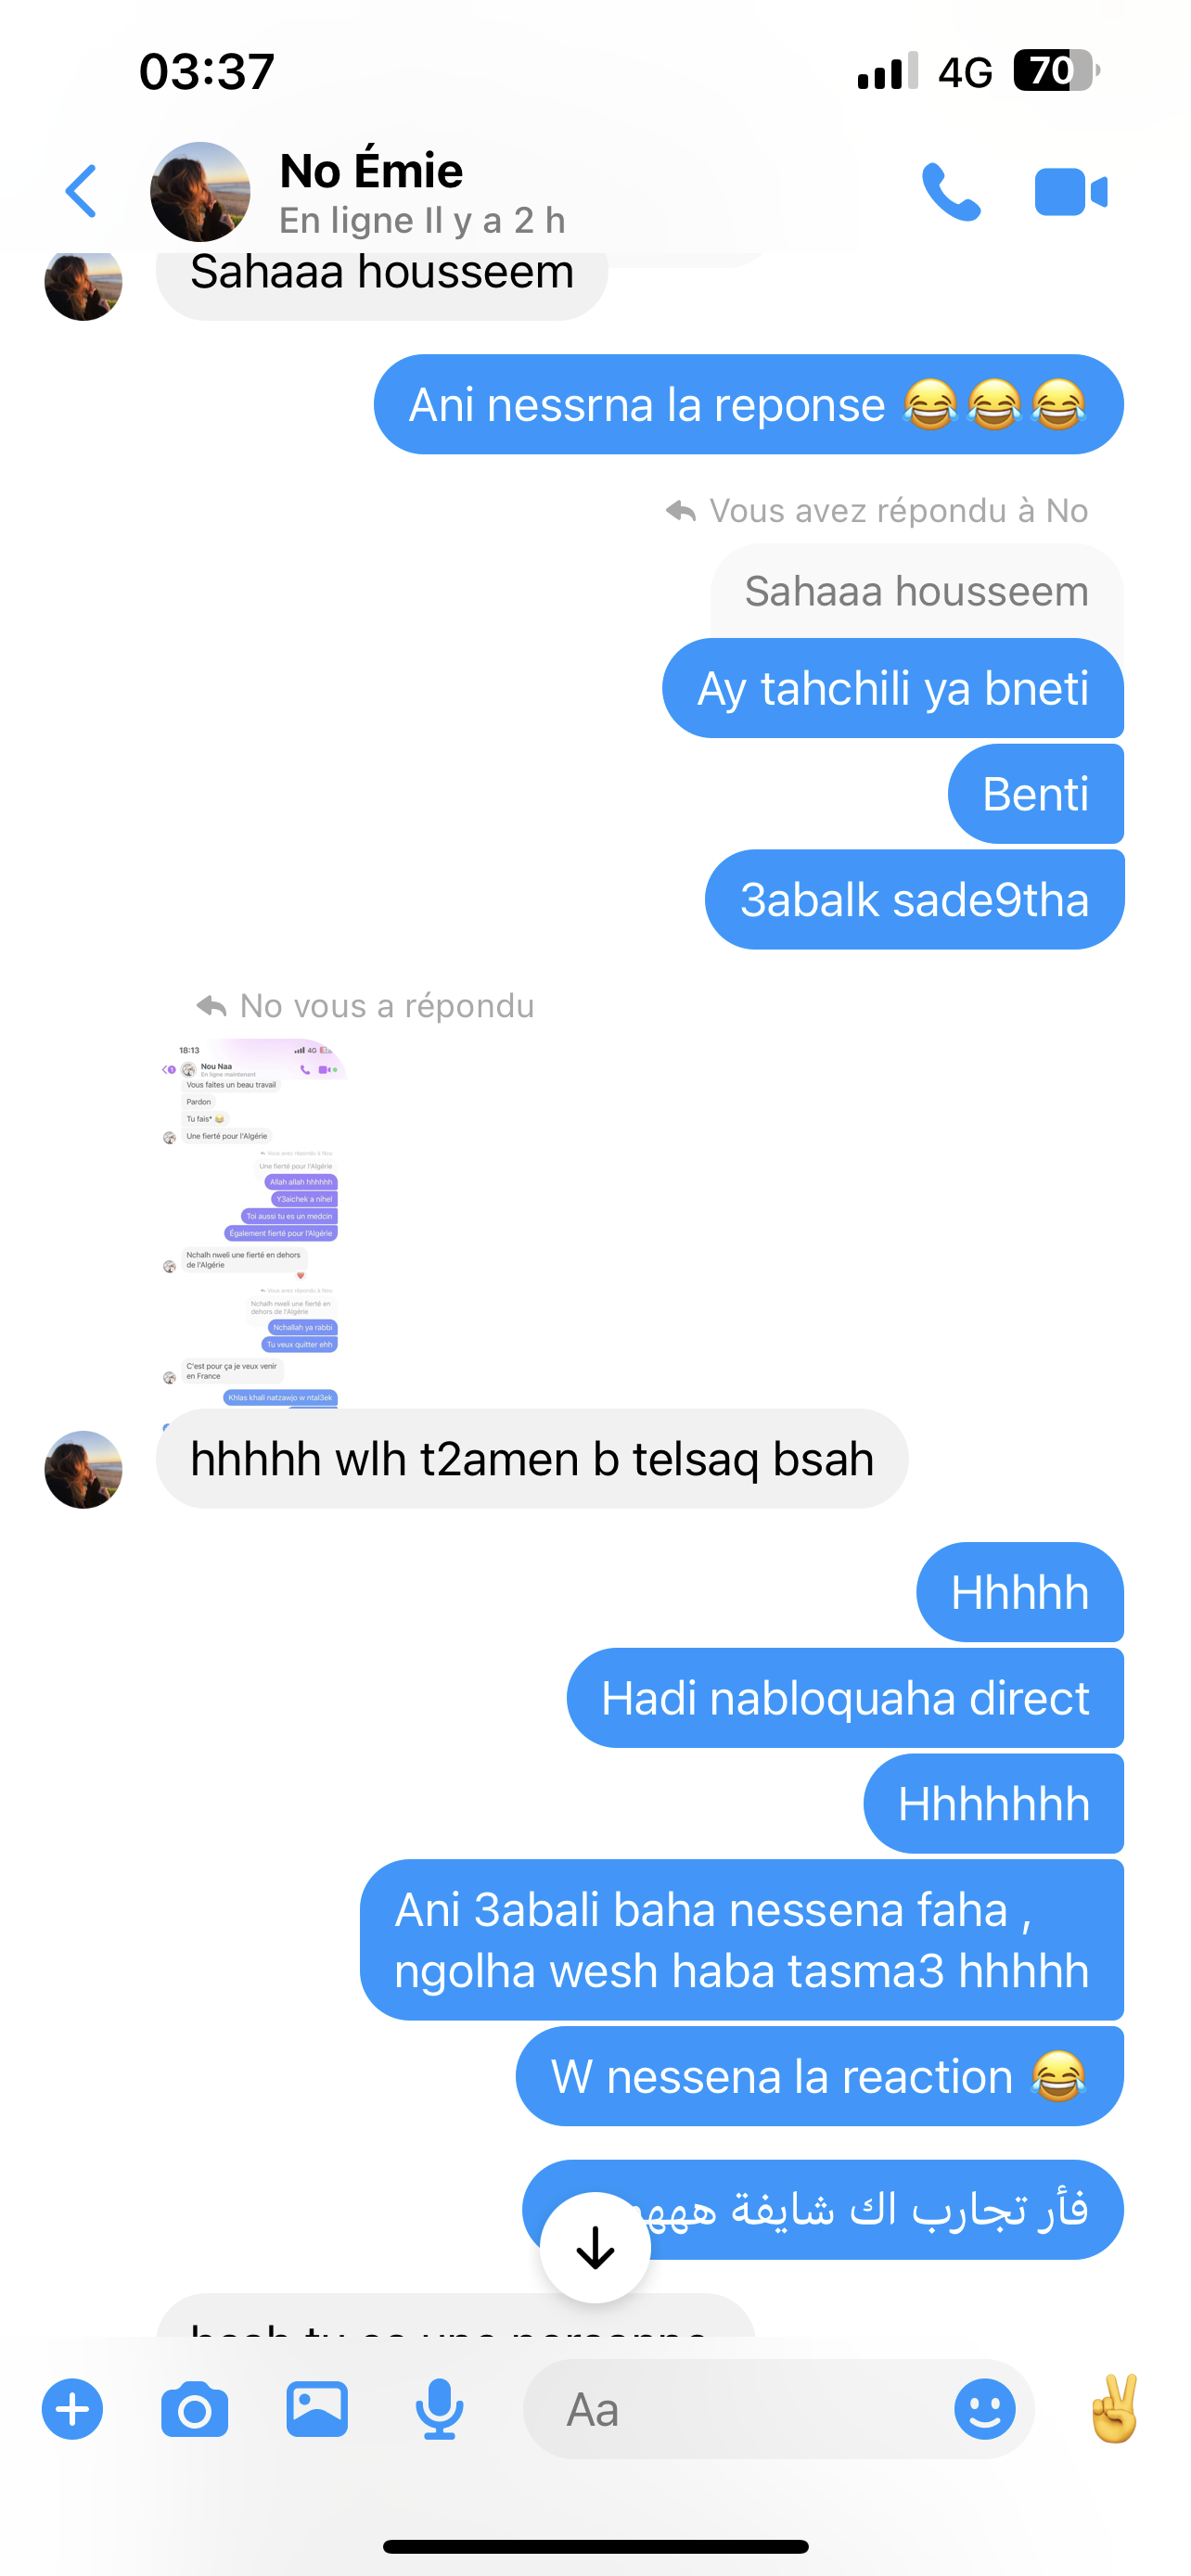 03:37
4G
70
No Émie
En ligne Il y a 2 h
Sahaaa housseem
Ani nessrna la reponse 😂😂😂
Vous avez répondu à No
Sahaaa housseem
Ay tahchili ya bneti
Benti
3abalk sade9tha
No vous a répondu
18:13
4G
Nou Naa
En ligne maintenant
Vous faites un beau travail
Pardon
Tu fais* 😂
Une fierté pour l'Algérie
Vous avez répondu à Nou
Une fierté pour l'Algérie
Allah allah hhhhhh
Y3aichek a nihel
Toi aussi tu es un medcin
Également fierté pour l'Algérie
Nchalh nweli une fierté en dehors
de l'Algérie
Vous avez répondu à Nou
Nchalh nweli une fierté en
dehors de l'Algérie
Nchallah ya rabbi
Tu veux quitter ehh
C'est pour ça je veux venir
en France
Khlas khali natzawjo w ntal3ek
hhhhh wlh t2amen b telsaq bsah
Hhhhh
Hadi nabloquaha direct
Hhhhhhh
Ani 3abali baha nessena faha ,
ngolha wesh haba tasma3 hhhhh
W nessena la reaction 😂
فأر تجارب اك شايفة
Aa